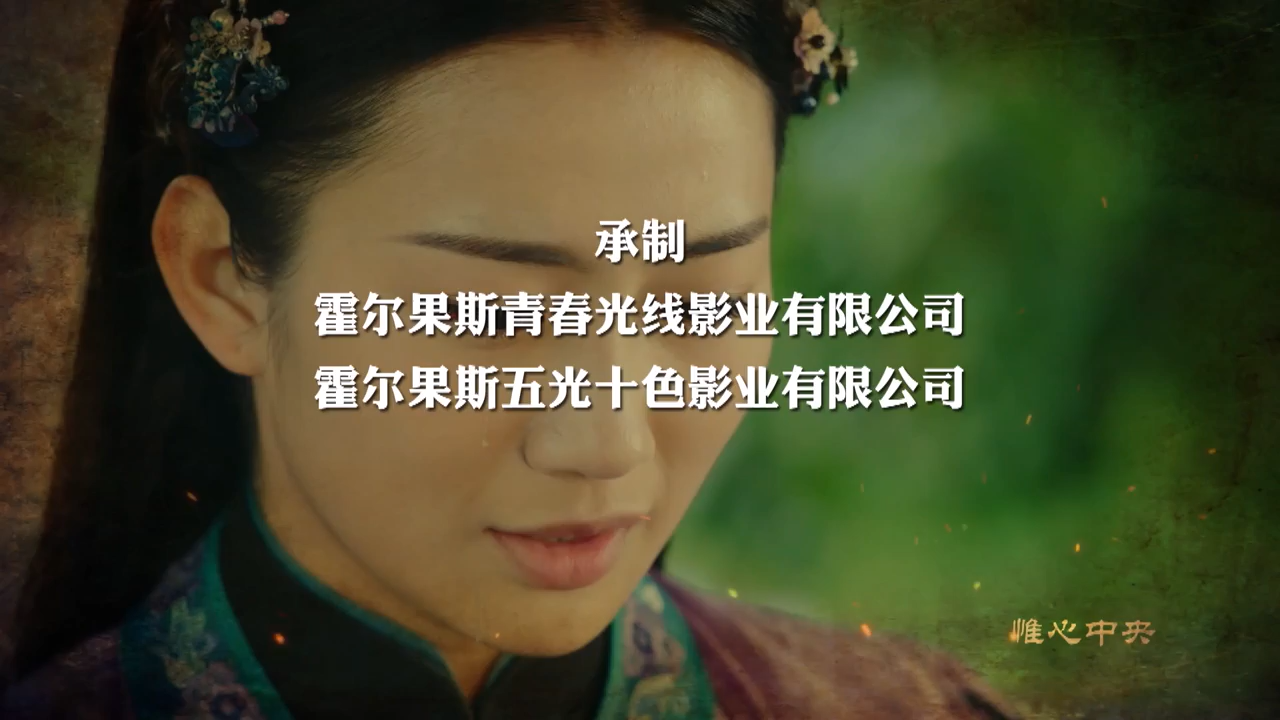 承制
霍尔果斯青春光线影业有限公司
霍尔果斯五光十色影业有限公司
惟心中央